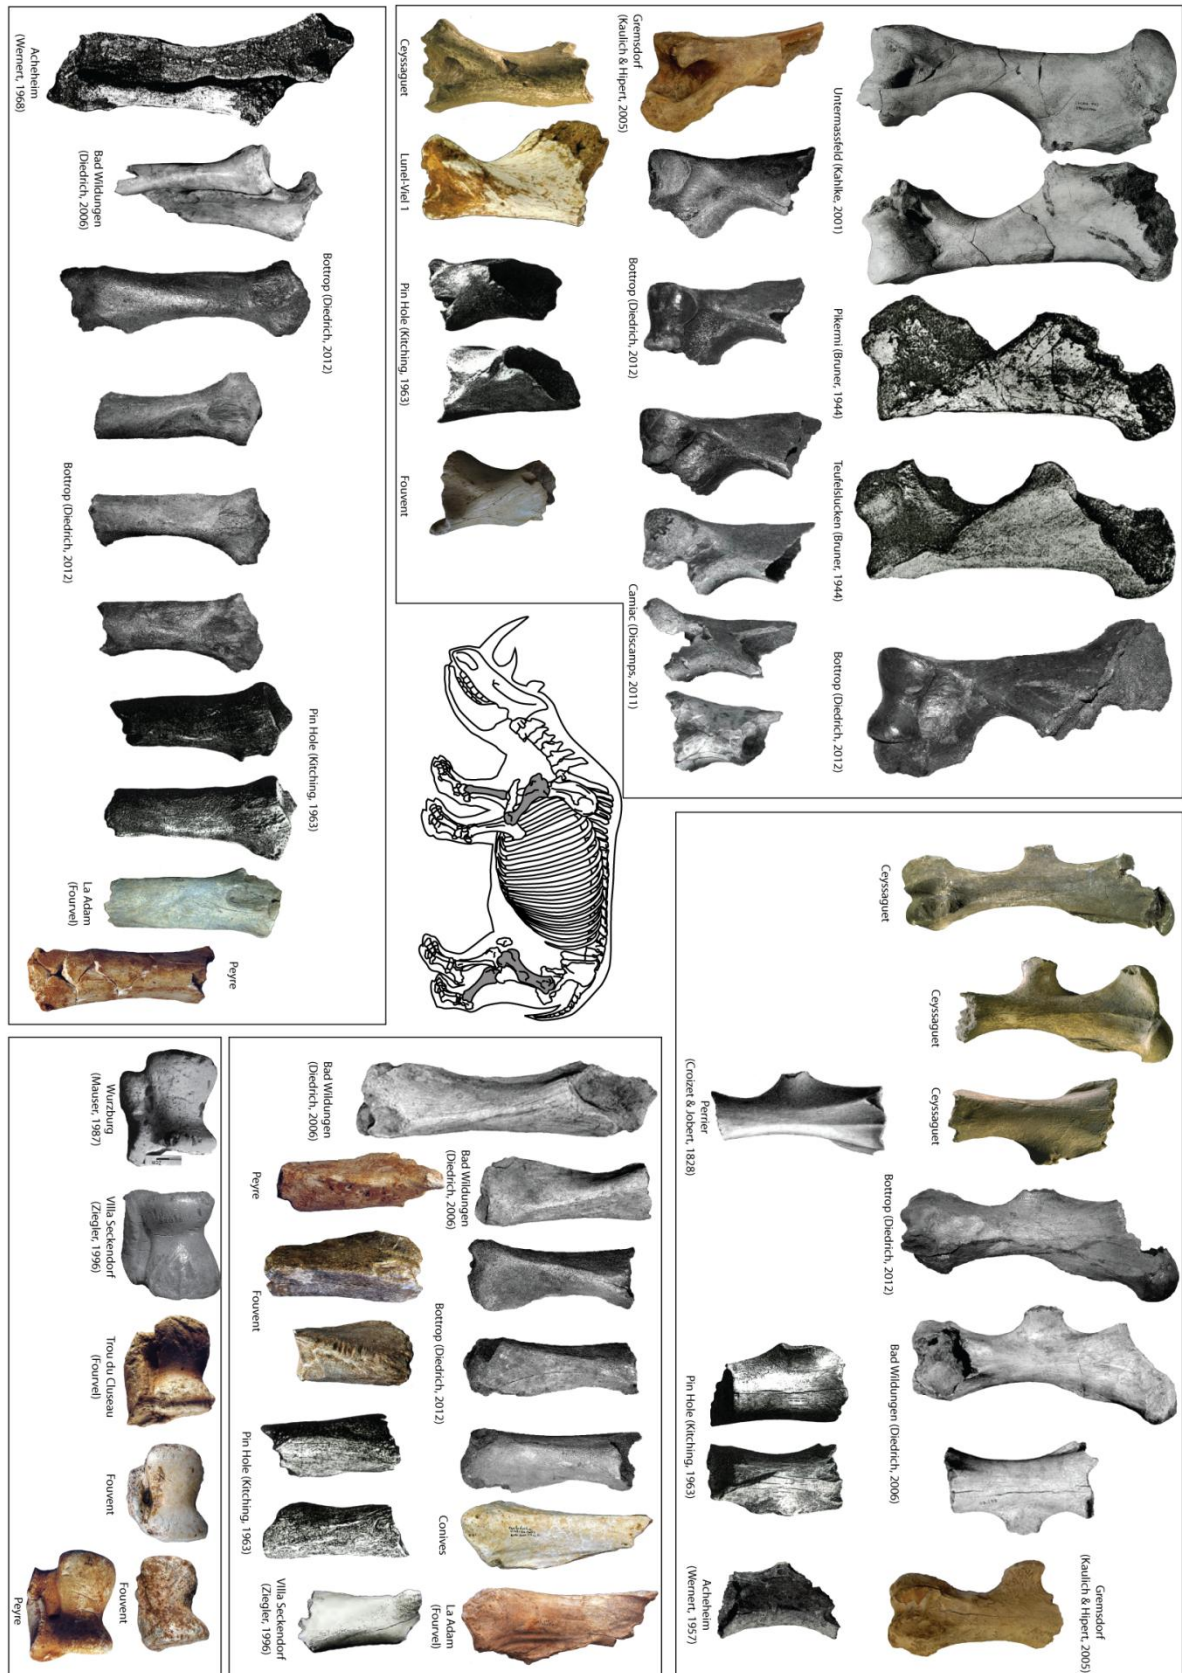 Untermassfeld (Kahlke, 2001)
Pikermi (Bruner, 1944)
Teufelslucken (Bruner, 1944)
Bottrop (Diedrich, 2012)
Gremsdorf
(Kaulich & Hipert, 2005)
Bottrop (Diedrich, 2012)
Camiac (Discamps, 2011)
Ceyssaguet
Lunel-Viel 1
Pin Hole (Kitching, 1963)
Fouvent
Ceyssaguet
Ceyssaguet
Ceyssaguet
Bottrop (Diedrich, 2012)
Bad Wildungen (Diedrich, 2006)
Gremsdorf
(Kaulich & Hipert, 2005)
Perrier
(Croizet & Jobert, 1828)
Pin Hole (Kitching, 1963)
Acheheim
(Wernert, 1957)
Acheheim
(Wernert, 1968)
Bad Wildungen
(Diedrich, 2006)
Bottrop (Diedrich, 2012)
Bottrop (Diedrich, 2012)
Pin Hole (Kitching, 1963)
La Adam
(Fourvel)
Peyre
Bad Wildungen
(Diedrich, 2006)
Bad Wildungen
(Diedrich, 2006)
Bottrop (Diedrich, 2012)
Conives
La Adam
(Fourvel)
Peyre
Fouvent
Pin Hole (Kitching, 1963)
VIlla Seckendorf
(Ziegler, 1996)
Wurzburg
(Mauser, 1987)
VIlla Seckendorf
(Ziegler, 1996)
Trou du Cluseau
(Fourvel)
Fouvent
Fouvent
Peyre